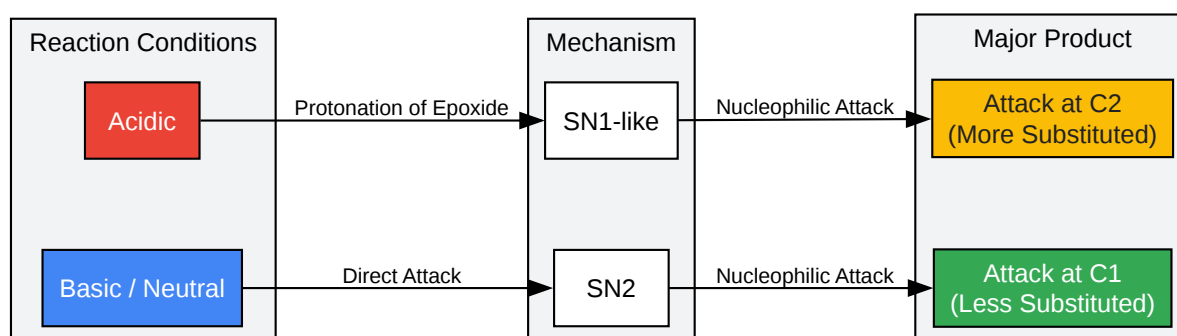 Reaction Conditions
Mechanism
Major Product
Acidic
Protonation of Epoxide
SN1-like
Nucleophilic Attack
Attack at C2
(More Substituted)
Basic / Neutral
Direct Attack
SN2
Nucleophilic Attack
Attack at C1
(Less Substituted)